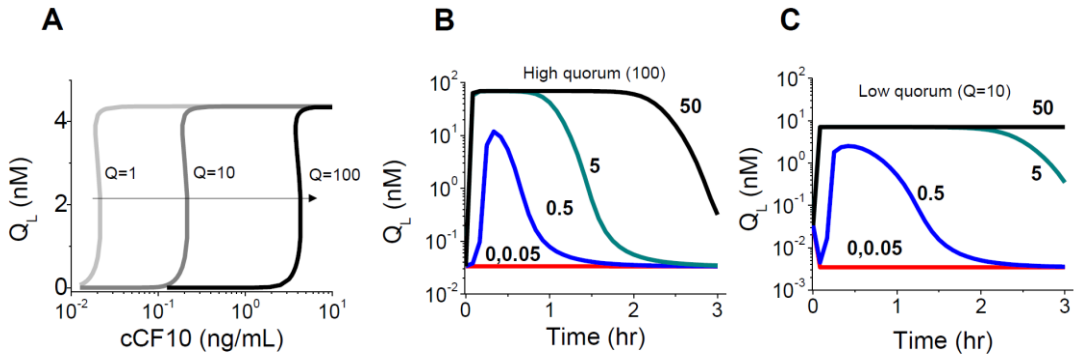 A
Q_L (nM)
4
2
0
Q=1
Q=10
Q=100
10^-2
10^-1
10^0
10^1
cCF10 (ng/mL)
B
Q_L (nM)
10^2
10^1
10^0
10^-1
10^-2
High quorum (100)
50
5
0.5
0,0.05
0
1
2
3
Time (hr)
C
Q_L (nM)
10^2
10^1
10^0
10^-1
10^-2
10^-3
Low quorum (Q=10)
50
5
0.5
0,0.05
0
1
2
3
Time (hr)